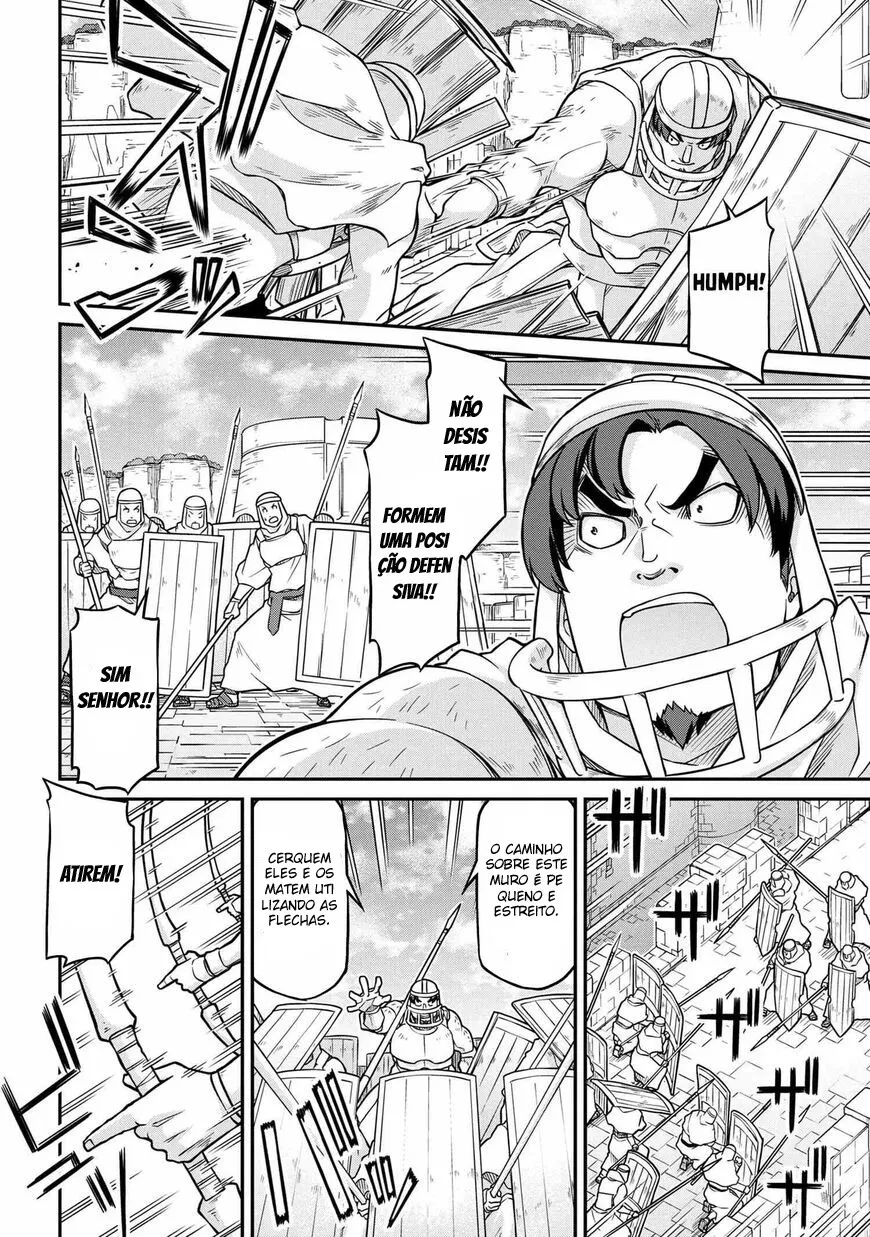 HUMPH!
NÃO
DESIS
TAM!!
FORMEM
UMA POSI
ÇÃO DEFEN
SIVA!!
SIM
SENHOR!!
O CAMINHO
SOBRE ESTE
MURO É PE
QUENO E
ESTREITO.
CERQUEM
ELES E OS
MATEM UTI
LIZANDO AS
FLECHAS.
ATIREM!